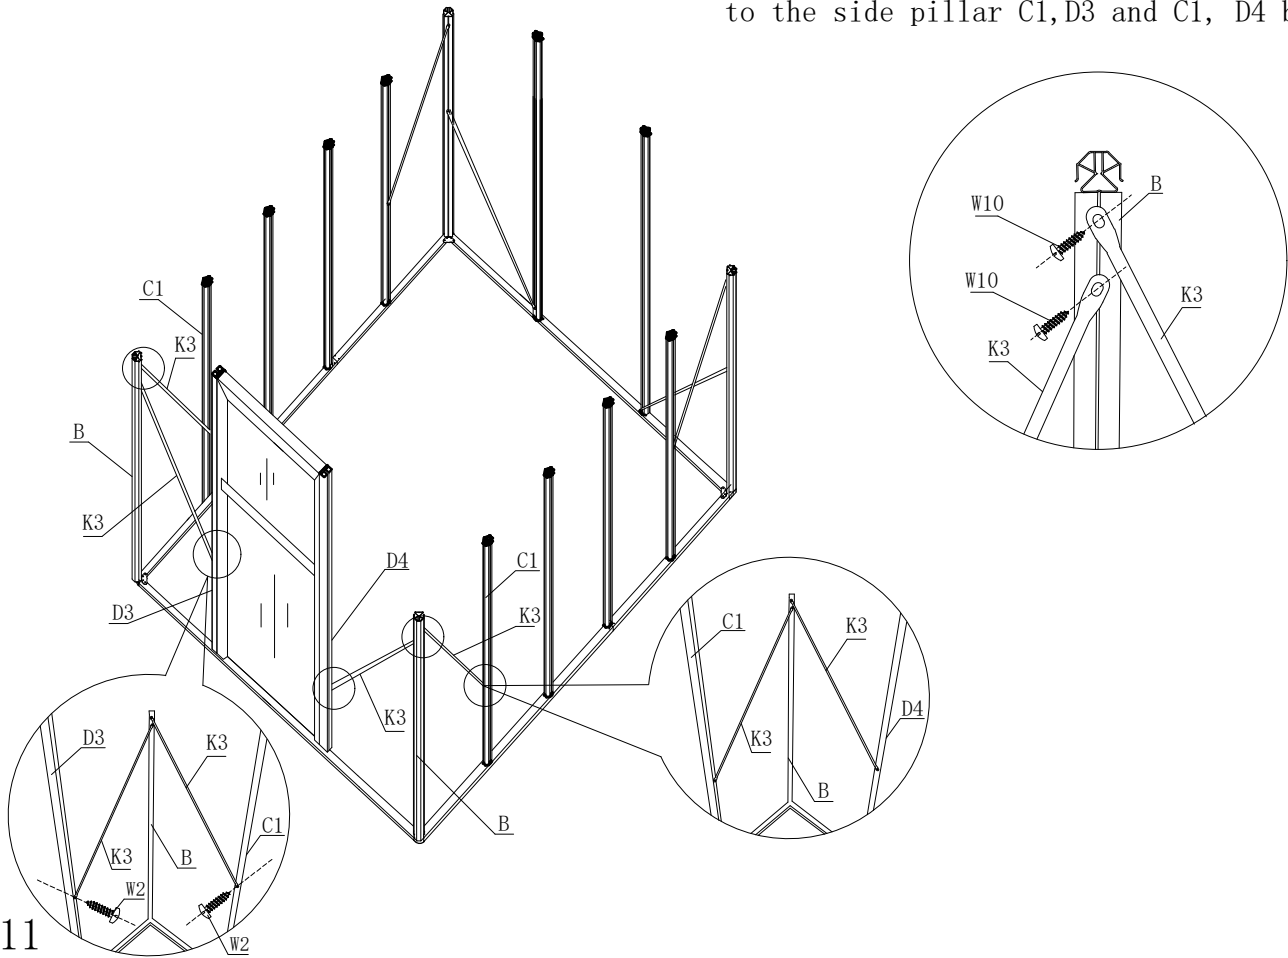 to the side pillar C1,D3 and C1, D4
W10
B
W10
K3
K3
C1
K3
B
K3
D3
D4
C1
K3
K3
B
C1
K3
K3
D4
B
D3
K3
K3
B
C1
W2
W2
11